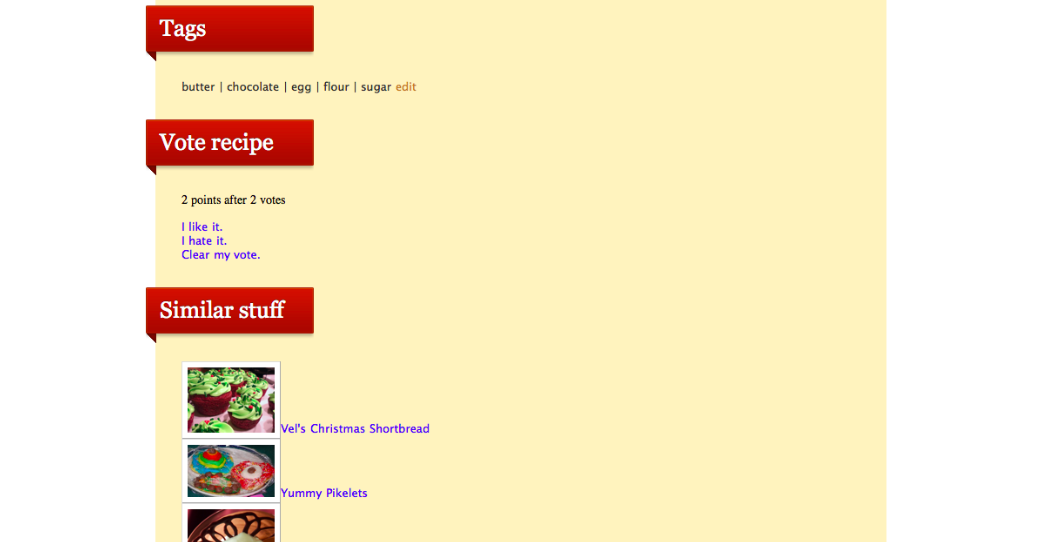 Tags
butter | chocolate | egg | flour | sugar edit
Vote recipe
2 points after 2 votes
I like it.
I hate it.
Clear my vote.
Similar stuff
Vel's Christmas Shortbread
Yummy Pikelets